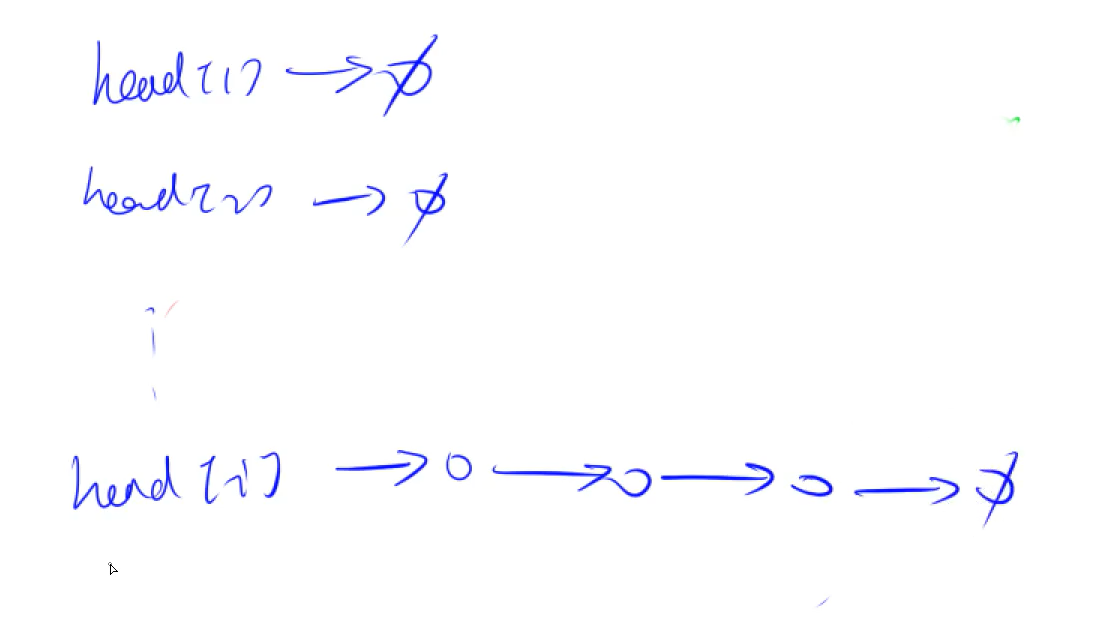 head[1] → ∅
head[2] → ∅
⋮
head[i] → o → o → o → ∅